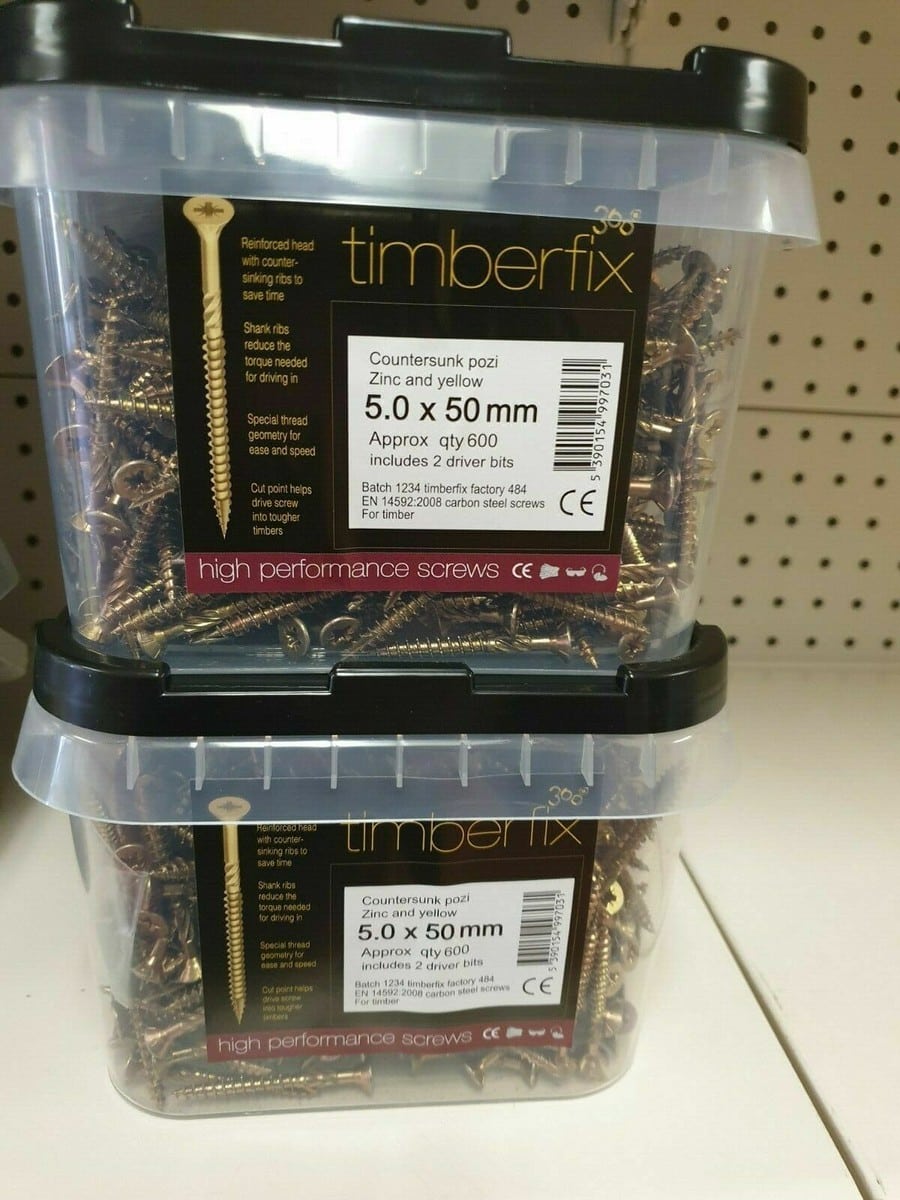 360°
timberfix
Reinforced head
with counter-
sinking ribs to
save time
Shank ribs
reduce the
torque needed
for driving in
Special thread
geometry for
ease and speed
Cut point helps
drive screw
into tougher
timbers
Countersunk pozi
Zinc and yellow
5.0 x 50 mm
Approx qty 600
includes 2 driver bits
Batch 1234 timberfix factory 484
EN 14592:2008 carbon steel screws
For timber
5 390154 997031
CE
high performance screws CE
360°
timberfix
Reinforced head
with counter-
sinking ribs to
save time
Shank ribs
reduce the
torque needed
for driving in
Special thread
geometry for
ease and speed
Cut point helps
drive screw
into tougher
timbers
Countersunk pozi
Zinc and yellow
5.0 x 50 mm
Approx qty 600
includes 2 driver bits
Batch 1234 timberfix factory 484
EN 14592:2008 carbon steel screws
For timber
5 390154 997031
CE
high performance screws CE